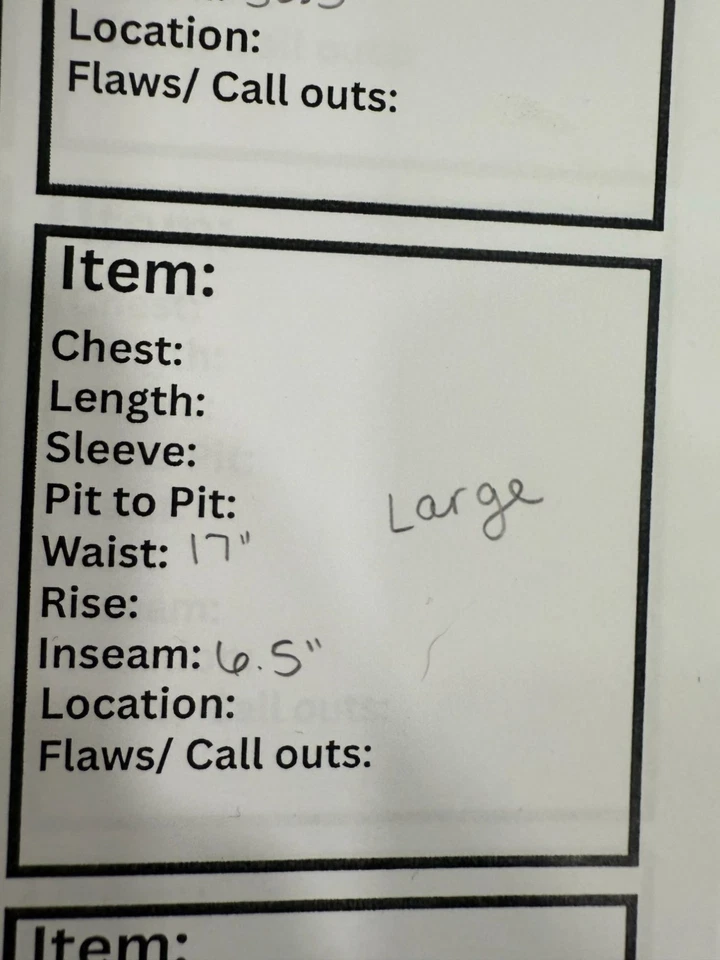 Location:
Flaws/ Call outs:
Item:
Chest:
Length:
Sleeve:
Pit to Pit:
Large
Waist: 17"
Rise:
Inseam: 6.5"
Location:
Flaws/ Call outs:
Item: